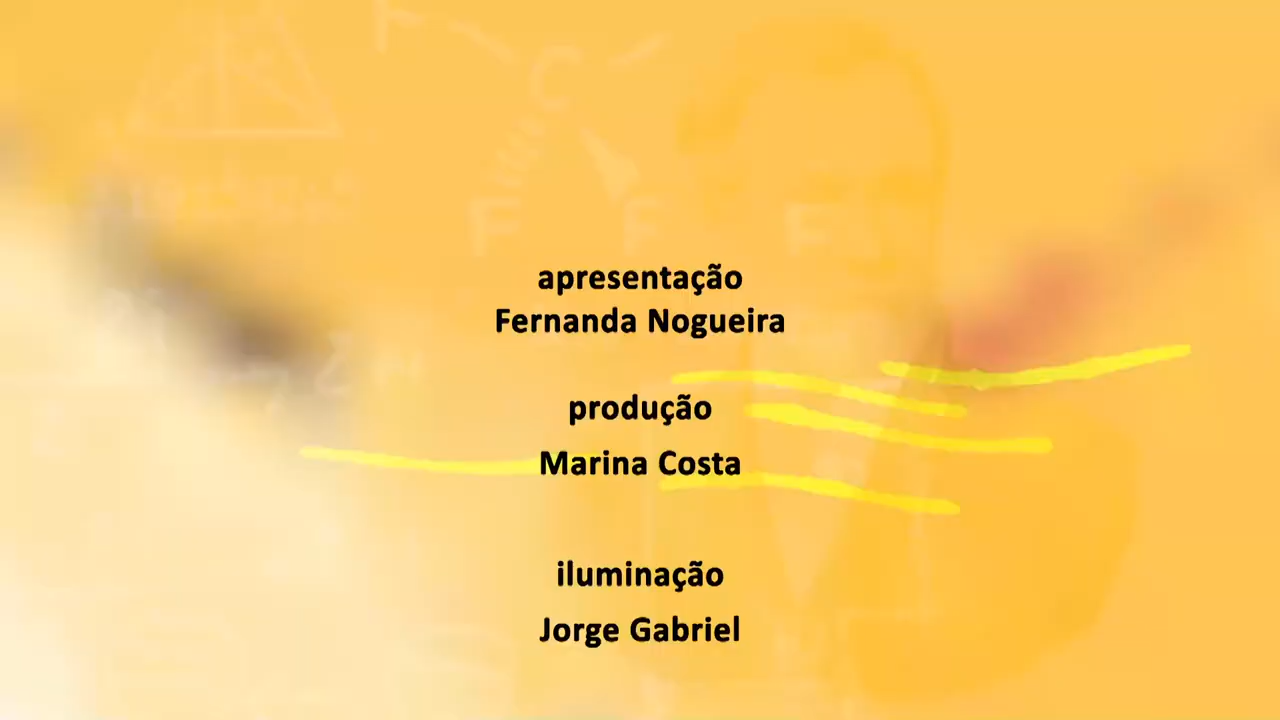 apresentação
Fernanda Nogueira
produção
Marina Costa
iluminação
Jorge Gabriel